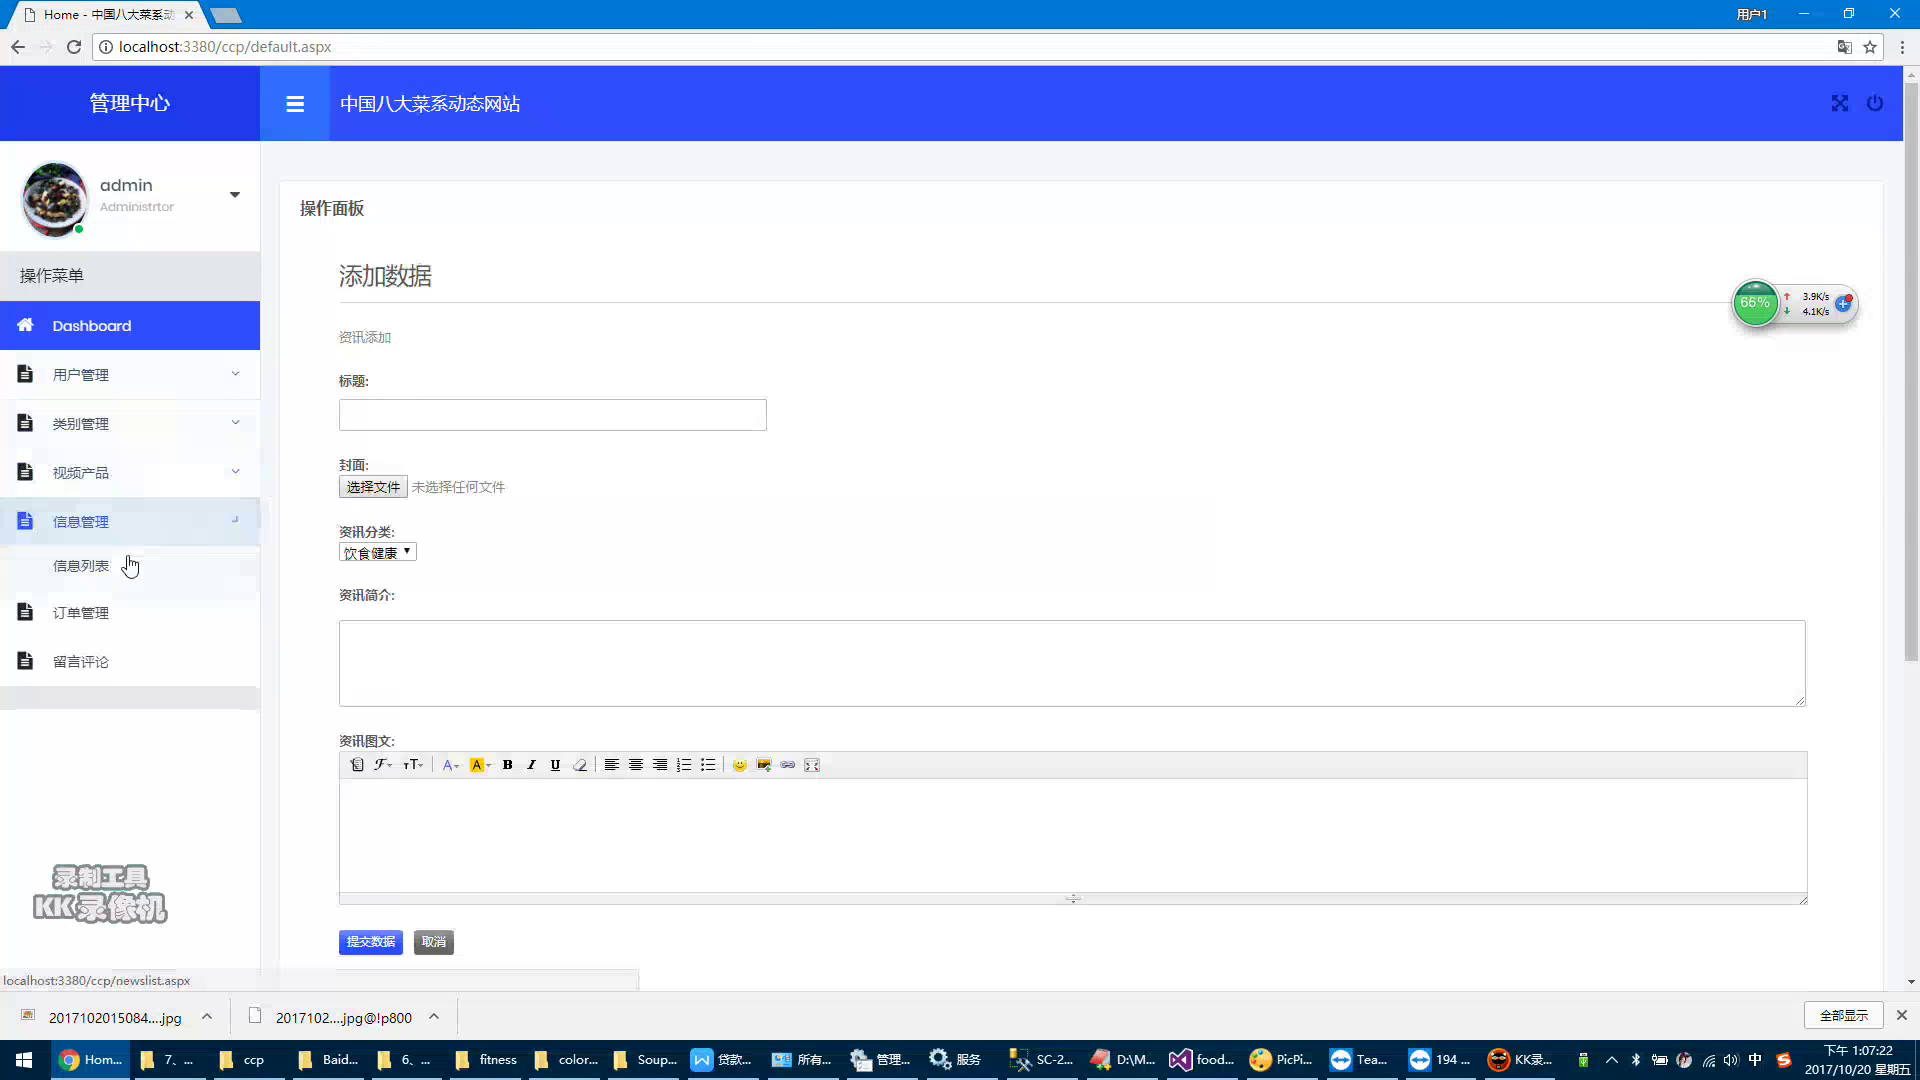 Home - 中国八大菜系动
用户1
localhost:3380/ccp/default.aspx
管理中心
中国八大菜系动态网站
admin
Administrtor
操作菜单
Dashboard
用户管理
类别管理
视频产品
信息管理
信息列表
订单管理
留言评论
操作面板
添加数据
资讯添加
标题:
封面:
选择文件 未选择任何文件
资讯分类:
饮食健康
资讯简介:
资讯图文:
提交数据 取消
66%
3.9K/s
4.1K/s
录制工具
KK录像机
localhost:3380/ccp/newslist.aspx
2017102015084....jpg
2017102....jpg@!p800
全部显示
Hom... 7、... ccp Baid... 6、... fitness color... Soup... 贷款... 所有... 管理... 服务 SC-2... D:\M... food... PicPi... Tea... 194 ... KK录... 中
下午 1:07:22
2017/10/20 星期五